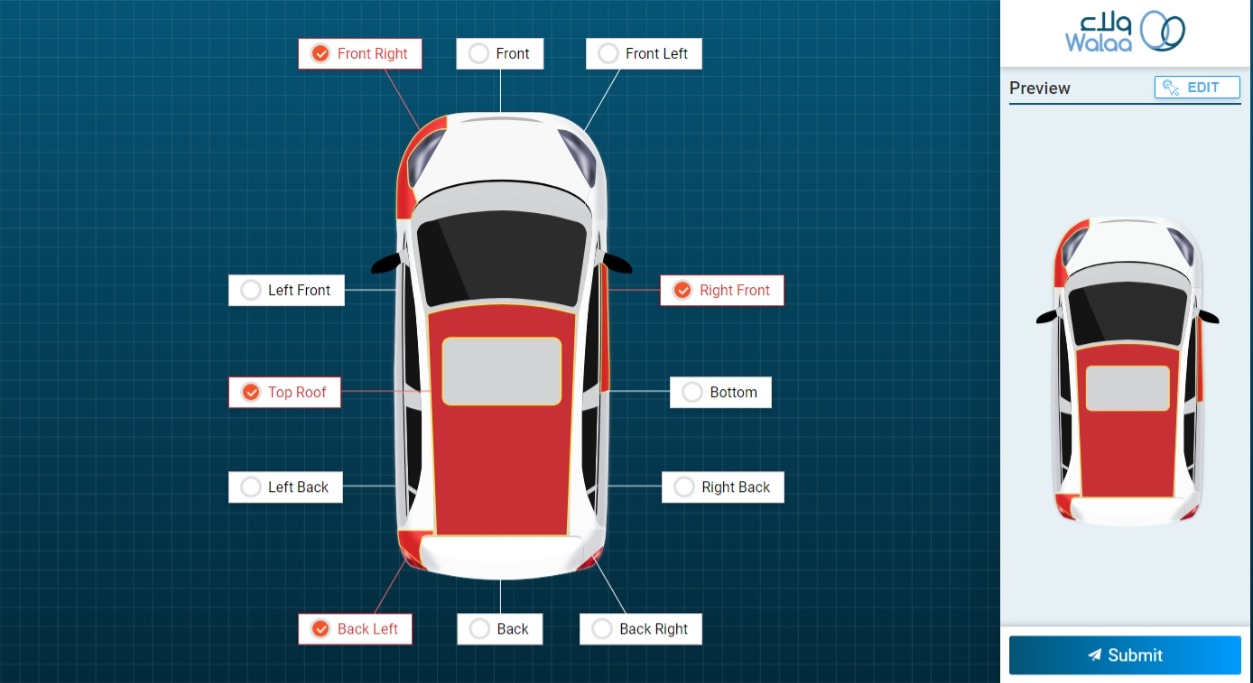 Front Right
Front
Front Left
Left Front
Right Front
Top Roof
Bottom
Left Back
Right Back
Back Left
Back
Back Right
ولاء
Walaa
Preview
EDIT
Submit